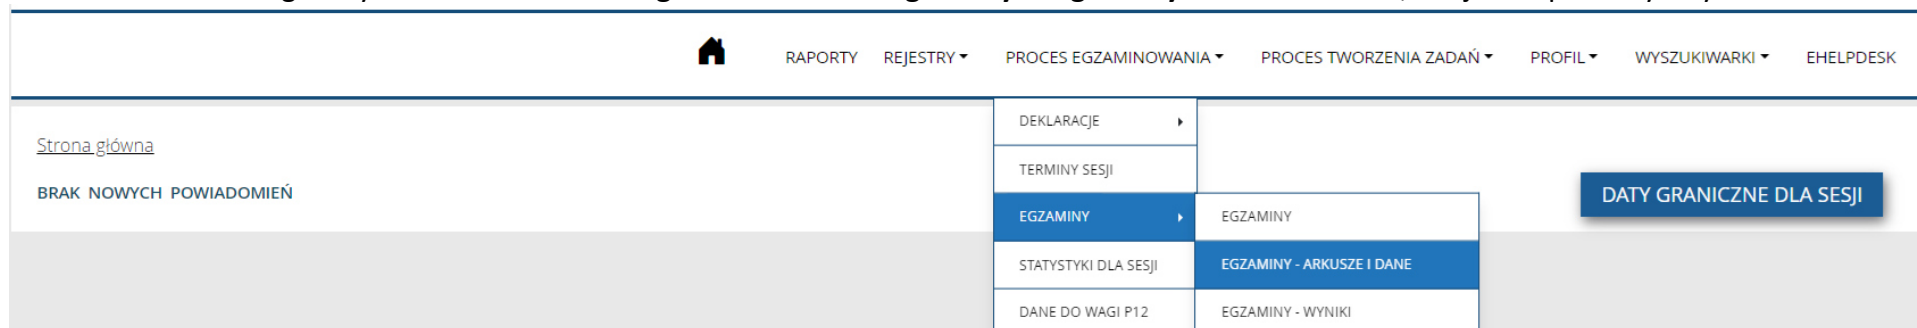 RAPORTY REJESTRY PROCES EGZAMINOWANIA PROCES TWORZENIA ZADAŃ PROFIL WYSZUKIWARKI EHELPDESK
DEKLARACJE
Strona główna
TERMINY SESJI
BRAK NOWYCH POWIADOMIEŃ
DATY GRANICZNE DLA SESJI
EGZAMINY
EGZAMINY
STATYSTYKI DLA SESJI
EGZAMINY - ARKUSZE I DANE
DANE DO WAGI P12
EGZAMINY - WYNIKI